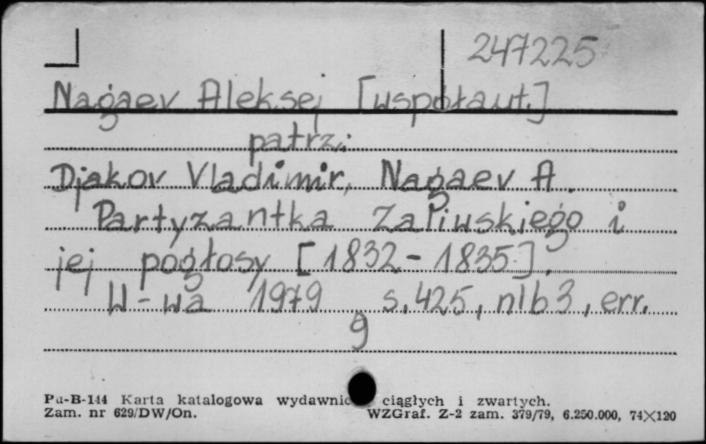 247225
Nagaev Aleksej [współaut.]
patrz:
Djakov Vladimir, Nagaev A.
Partyzantka Zaliwskiego i
jej pogłosy [1832-1835].
W-wa 1979 s. 425, nlb 3, err.
9
Pu-B-144 Karta katalogowa ciągłych i zwartych.
Zam. nr 629/DW/On. WZGraf. Z-2 zam. 379/79, 6.250.000, 74×120